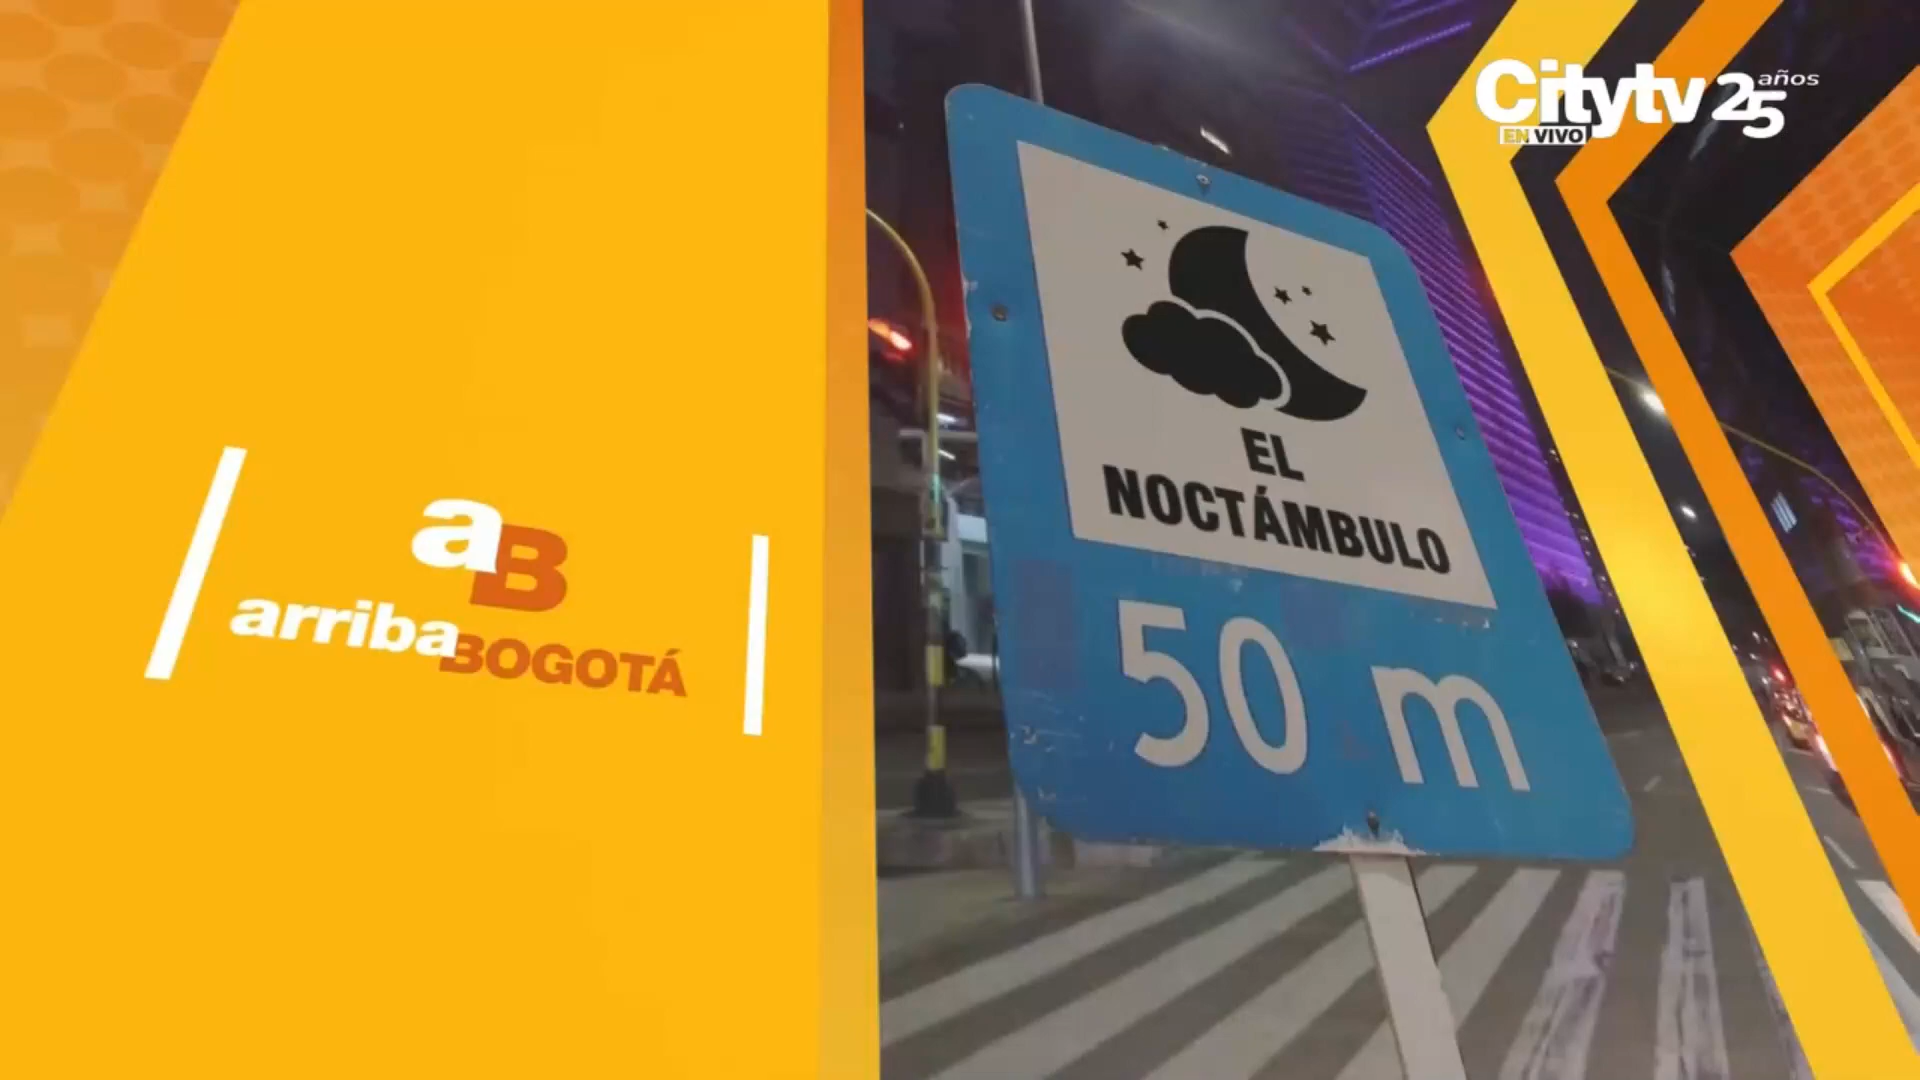 Citytv 25 años
EN VIVO
aB
arriba BOGOTÁ
EL
NOCTÁMBULO
50 m